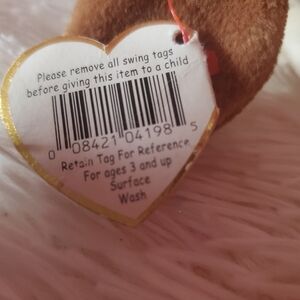 Please remove all swing tags
before giving this item to a child
0 08421 04198 5
Retain Tag For Reference
For ages 3 and up
Surface
Wash